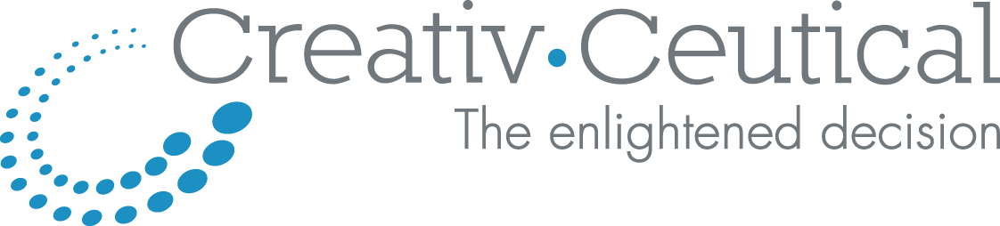 Creativ•Ceutical
The enlightened decision